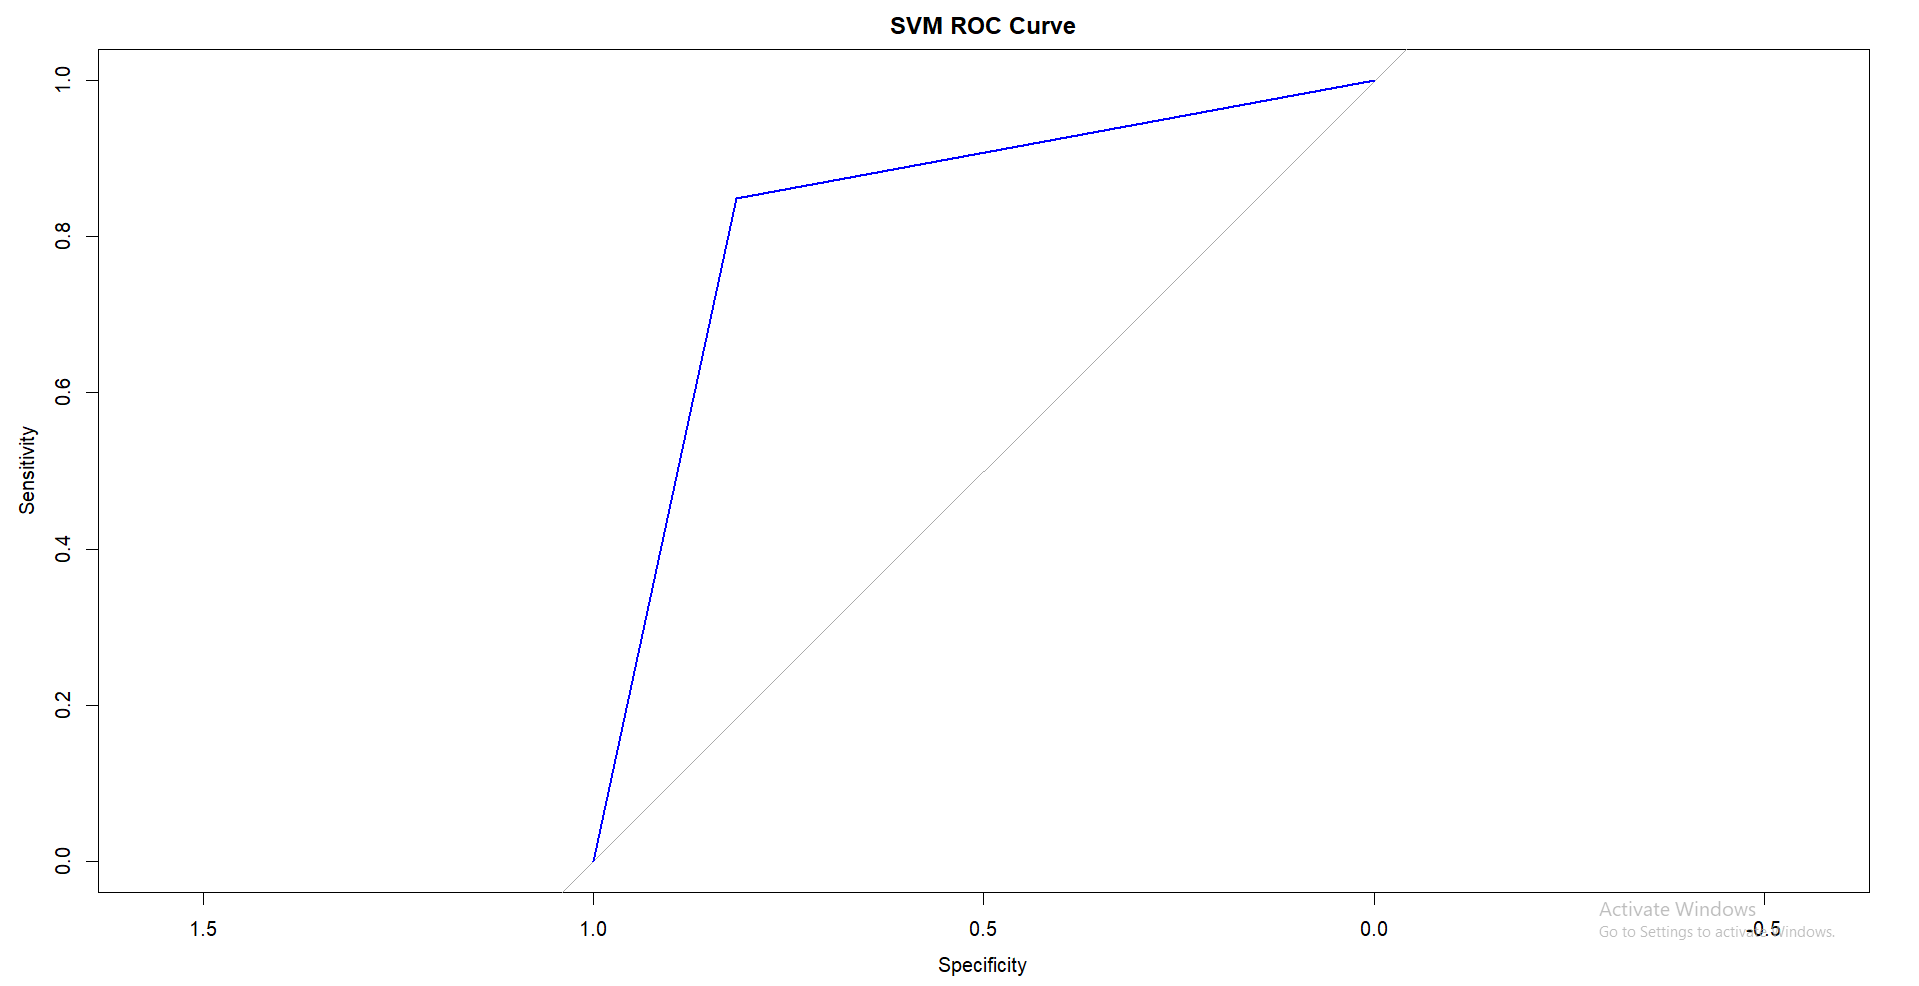 SVM ROC Curve
Sensitivity
1.0
0.8
0.6
0.4
0.2
0.0
1.5 1.0 0.5 0.0 -0.5
Specificity
Activate Windows
Go to Settings to activate Windows.